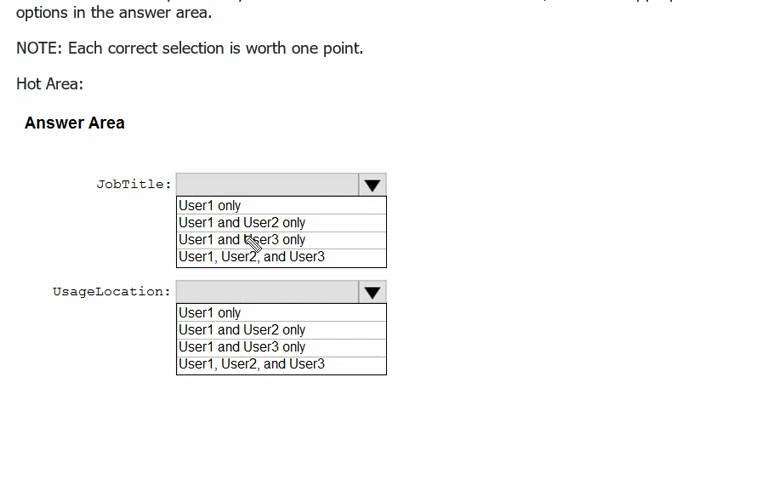 options in the answer area.
NOTE: Each correct selection is worth one point.
Hot Area:
Answer Area
JobTitle:
User1 only
User1 and User2 only
User1 and User3 only
User1, User2, and User3
UsageLocation:
User1 only
User1 and User2 only
User1 and User3 only
User1, User2, and User3